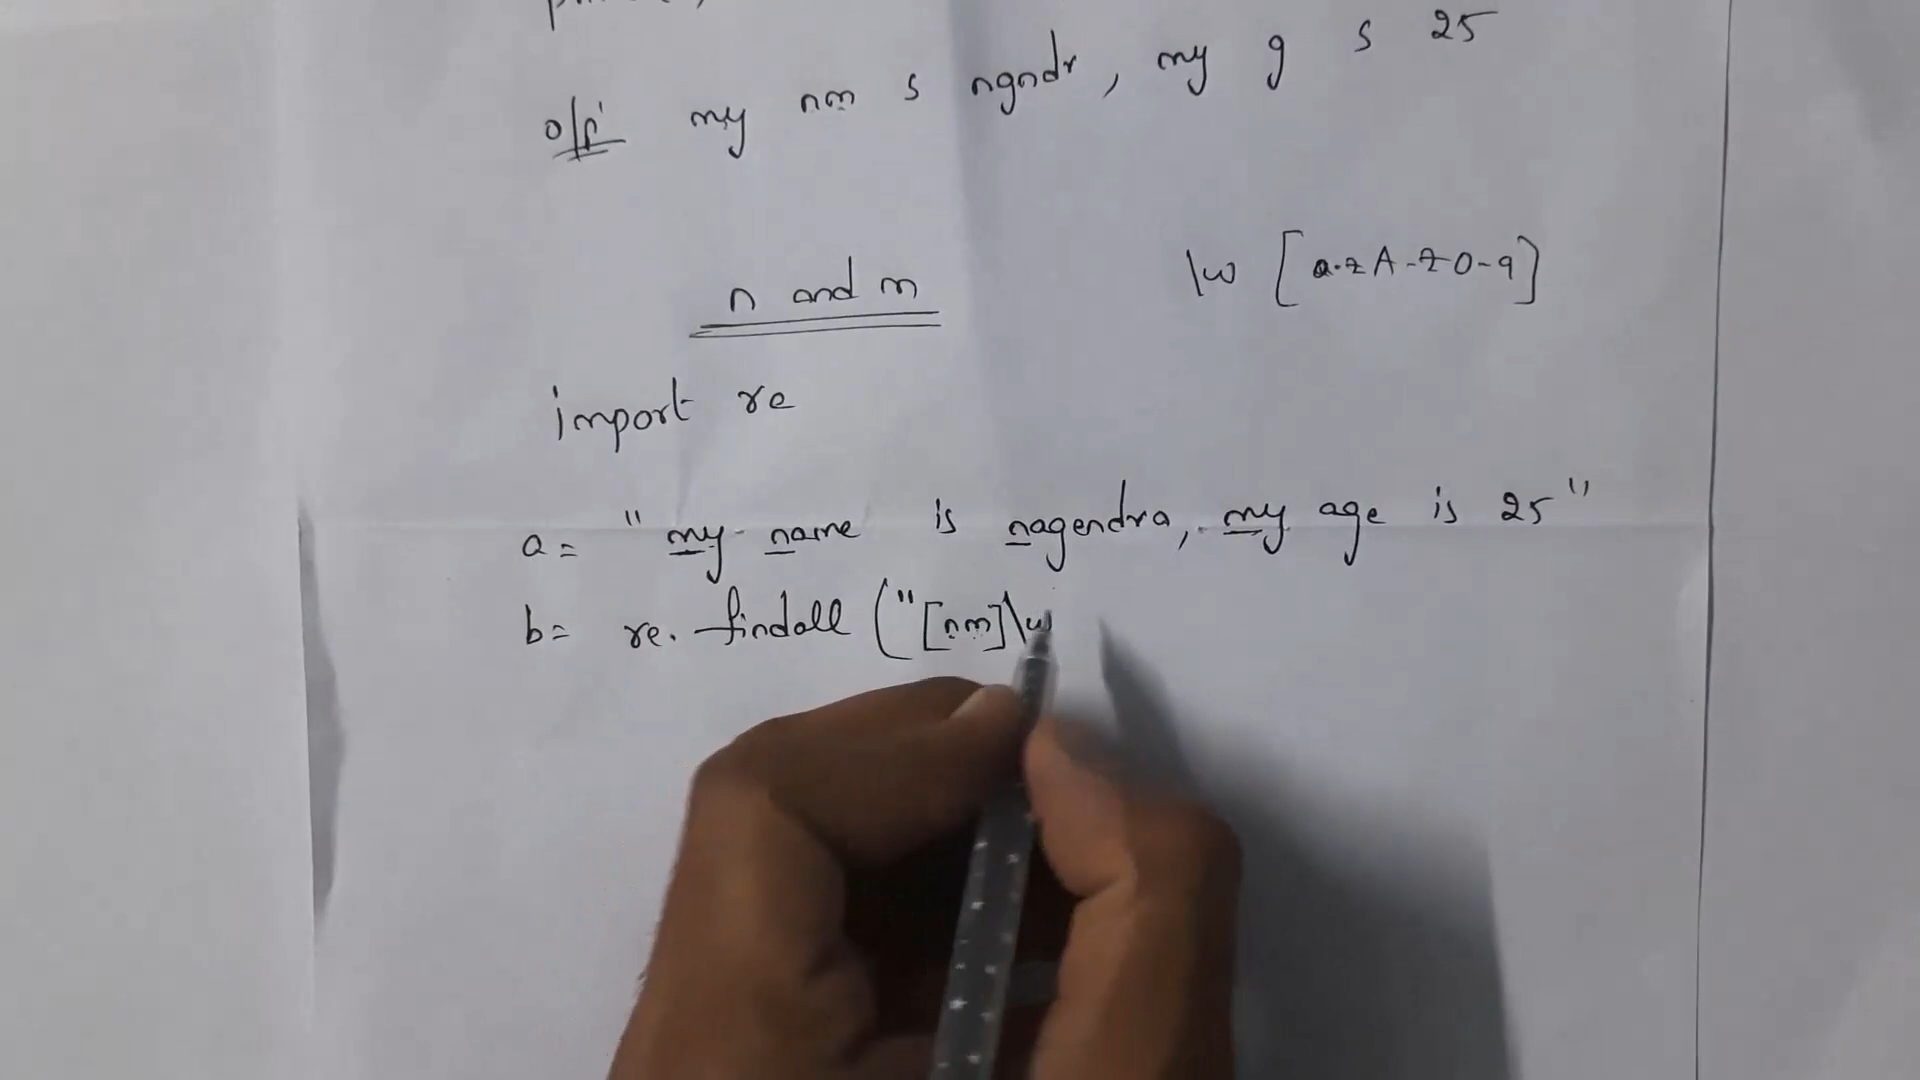 o/p my nm s ngndr, my g s 25
n and m
\w [a-zA-Z0-9]
import re
a= "my name is nagendra, my age is 25"
b= re.findall ("[nm]\w